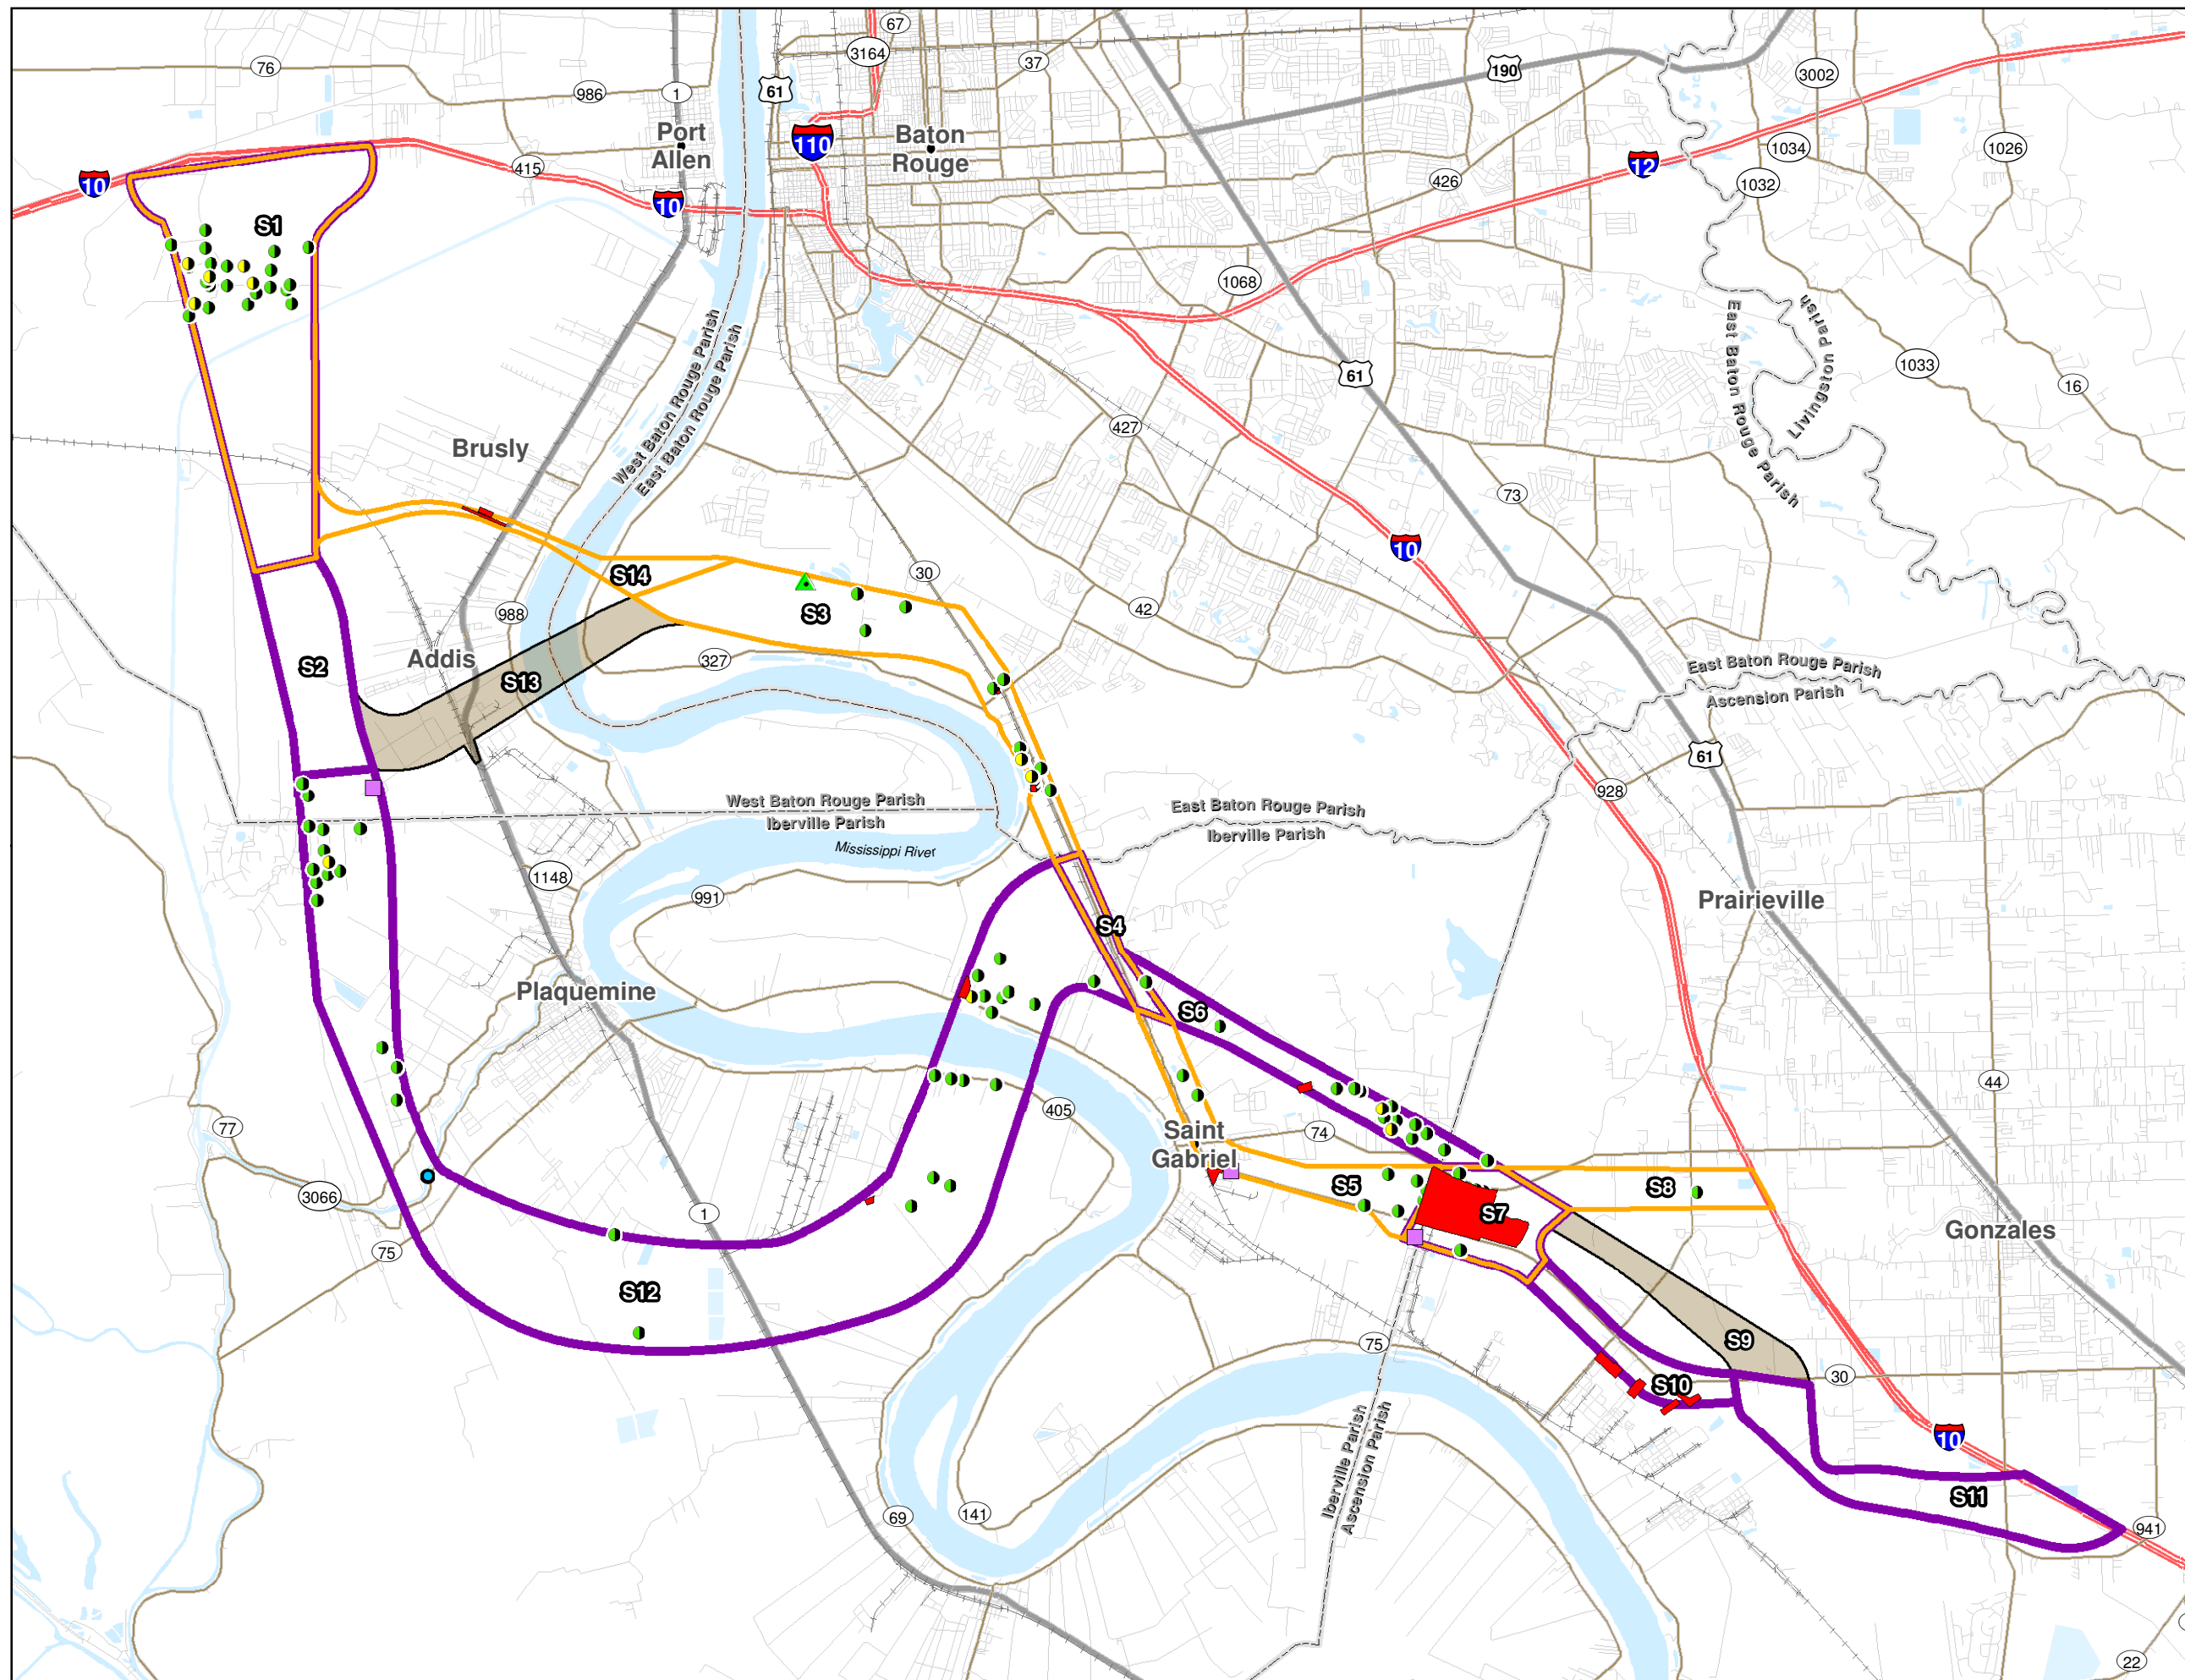 67
3164
76
37
190
3002
986
1
61
Port
Allen
110
Baton
Rouge
1034
1026
415
12
10
426
1032
10
S1
1068
West Baton Rouge Parish
East Baton Rouge Parish
East Baton Rouge Parish
Livingston Parish
1033
61
16
427
Brusly
73
10
30
S14
988
S3
42
Addis
327
S2
S13
East Baton Rouge Parish
Ascension Parish
61
928
West Baton Rouge Parish
Iberville Parish
East Baton Rouge Parish
Iberville Parish
Mississippi River
1148
991
Prairieville
S4
Plaquemine
S6
44
405
77
Saint
Gabriel
74
3066
S5
S8
1
S7
75
Gonzales
S12
75
S9
30
S10
Iberville Parish
Ascension Parish
10
S11
69
141
941
22